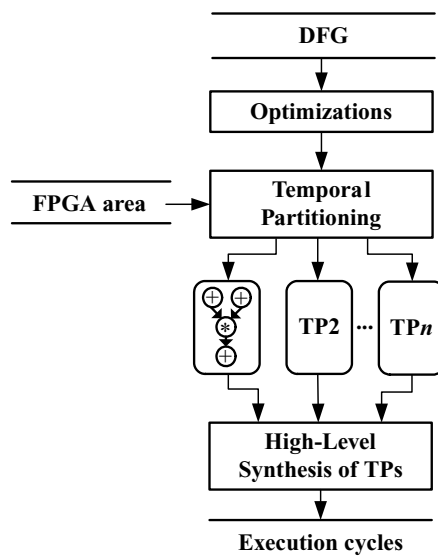 DFG
Optimizations
FPGA area
Temporal
Partitioning
+ +
*
+
TP2
...
TPn
High-Level
Synthesis of TPs
Execution cycles